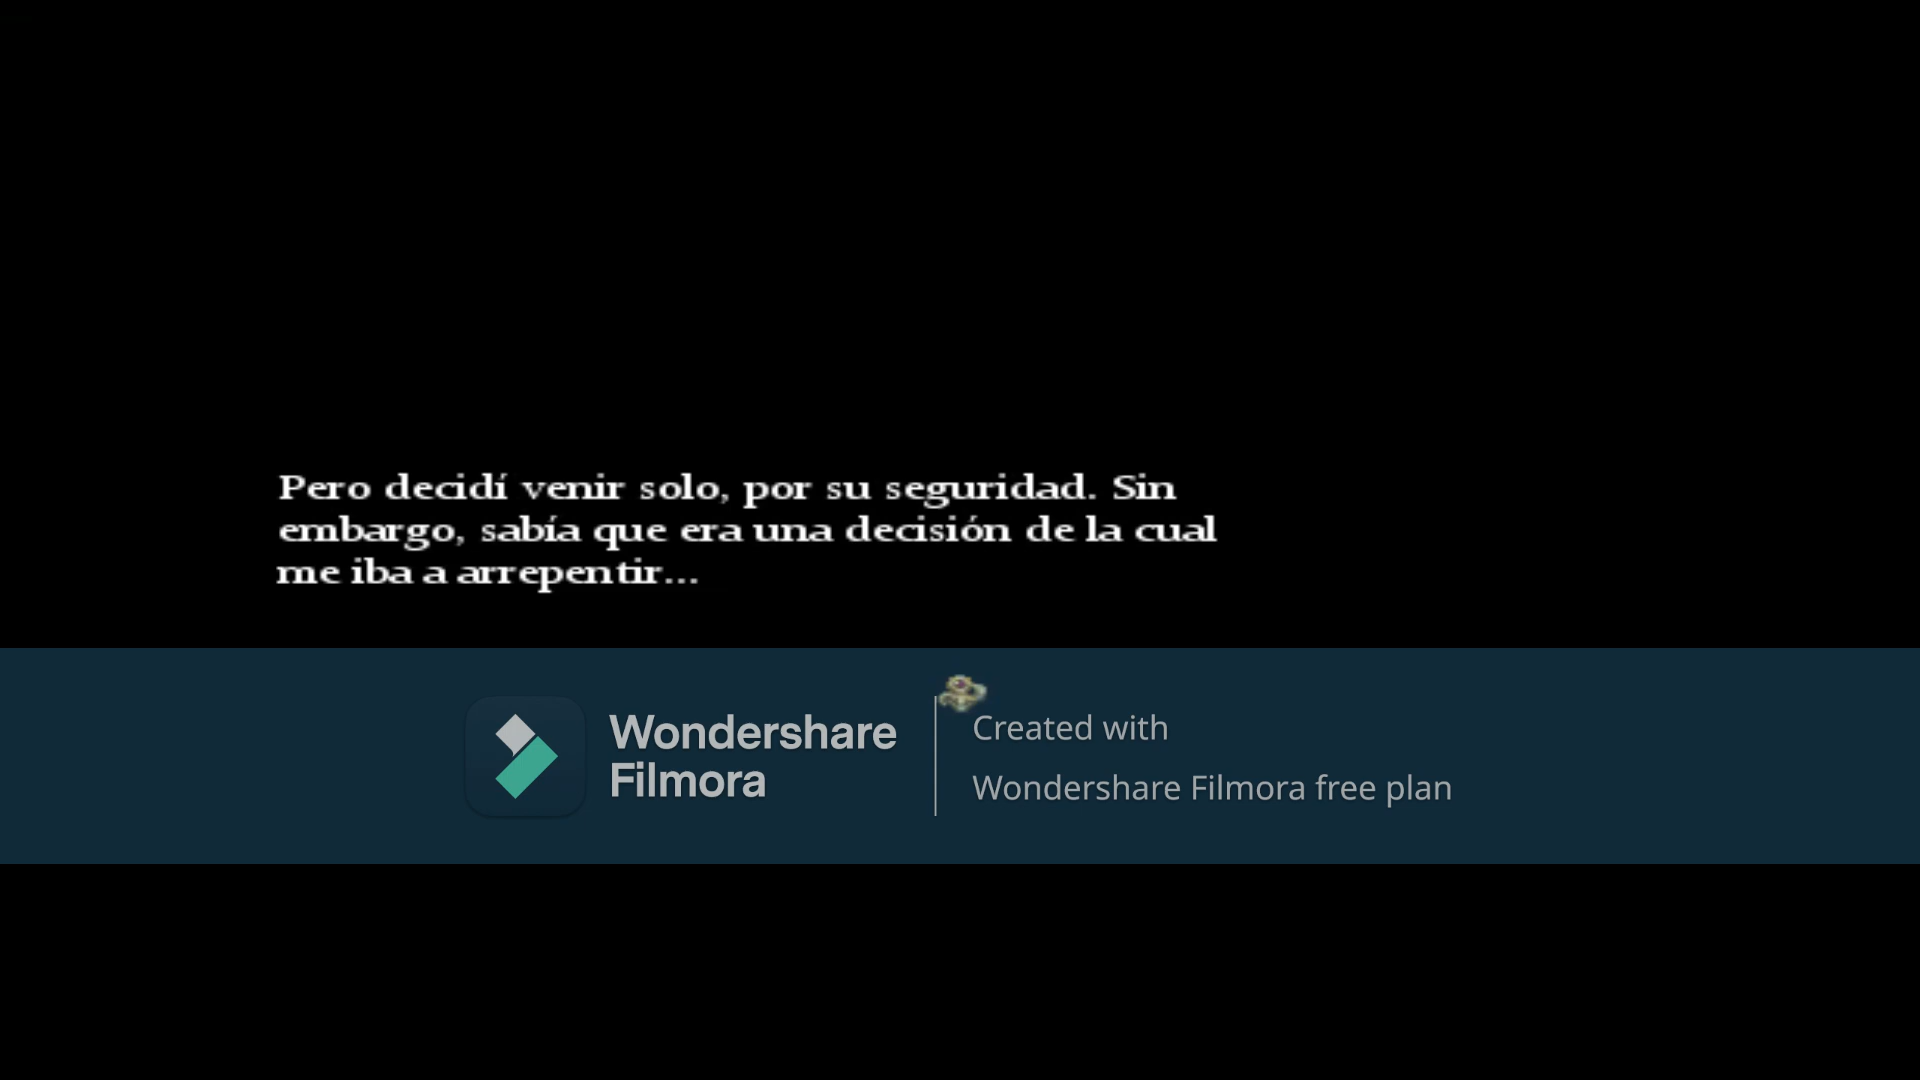 Pero decidí venir solo, por su seguridad. Sin
embargo, sabía que era una decisión de la cual
me iba a arrepentir...
Wondershare
Filmora
Created with
Wondershare Filmora free plan